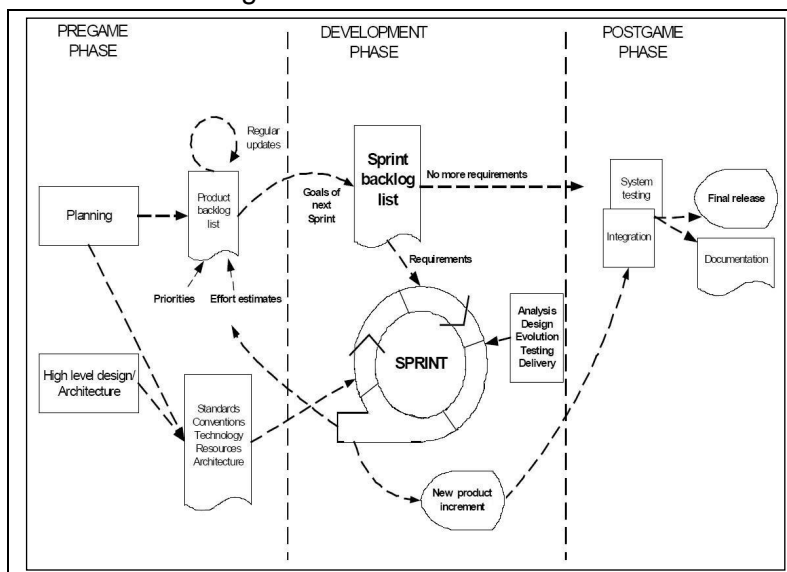 PREGAME
PHASE
DEVELOPMENT
PHASE
POSTGAME
PHASE
Regular
updates
Planning
Product
backlog
list
Priorities
Effort estimates
High level design/
Architecture
Standards
Conventions
Technology
Resources
Architecture
Goals of
next
Sprint
Sprint
backlog
list
No more requirements
Requirements
SPRINT
Analysis
Design
Evolution
Testing
Delivery
New product
increment
System
testing
Integration
Final release
Documentation